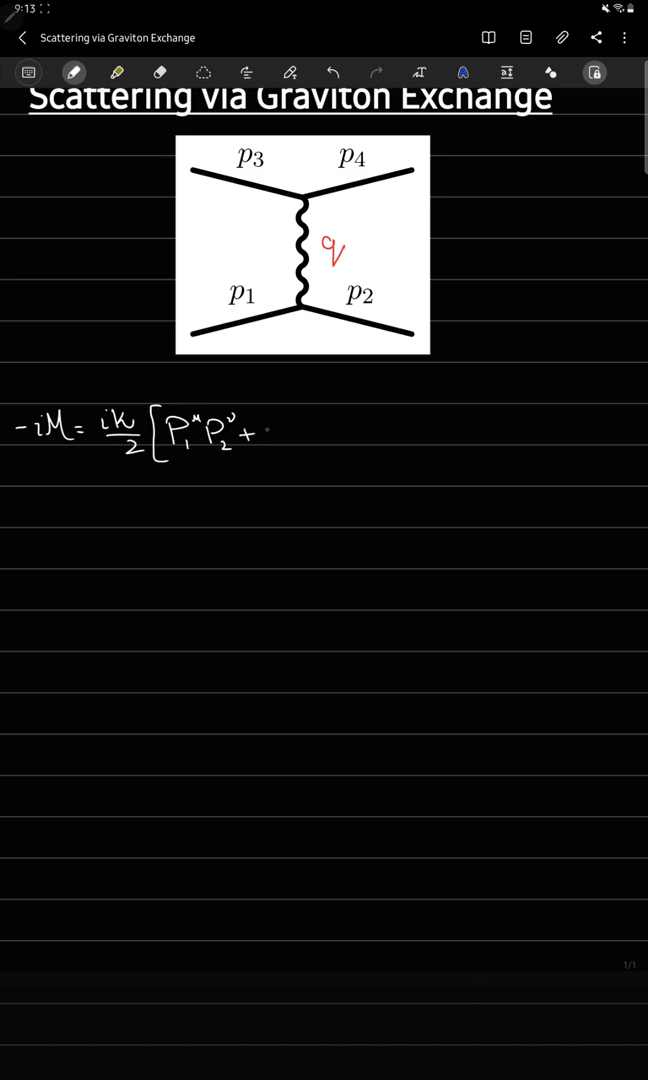 9:13
Scattering via Graviton Exchange
Scattering via Graviton Exchange
p₃ p₄
q
p₁ p₂
-iM = iκ/2 [P₁^μ P₂^ν +
1/1